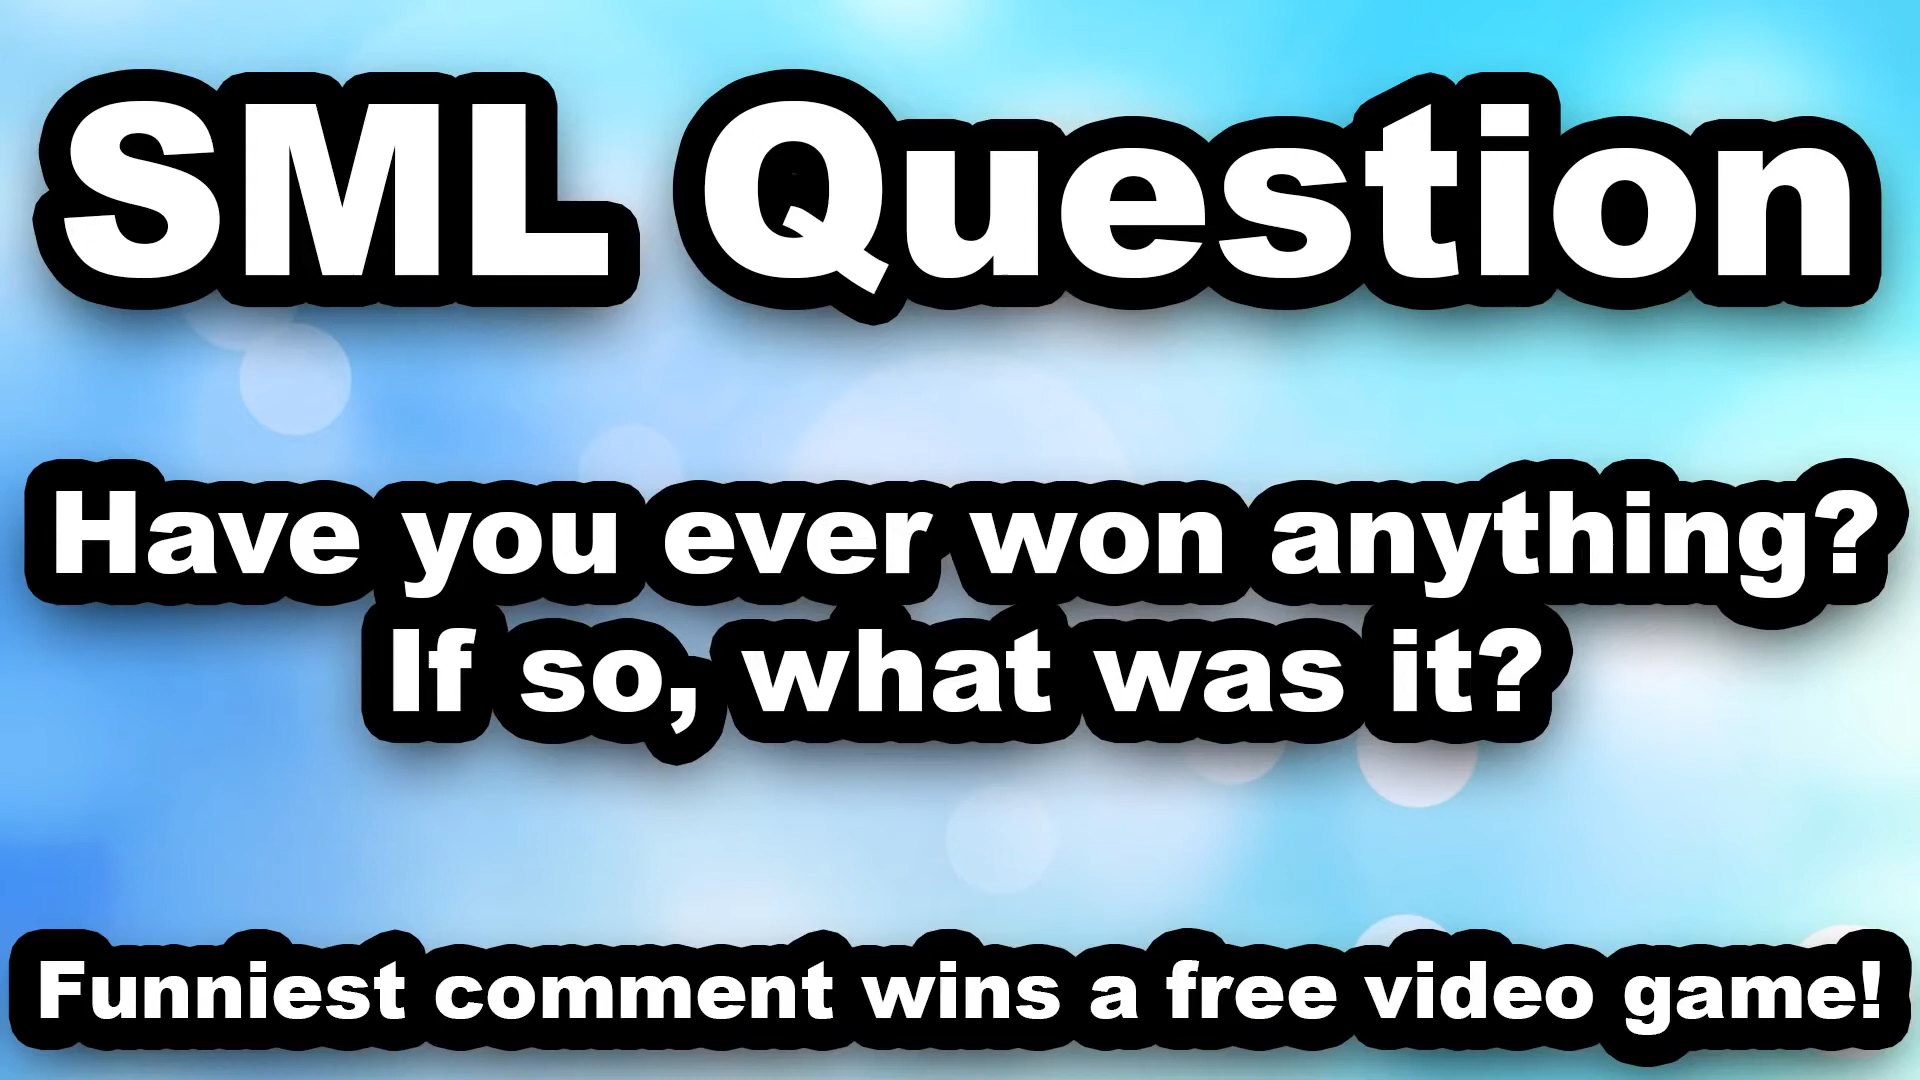 SML Question
Have you ever won anything?
If so, what was it?
Funniest comment wins a free video game!